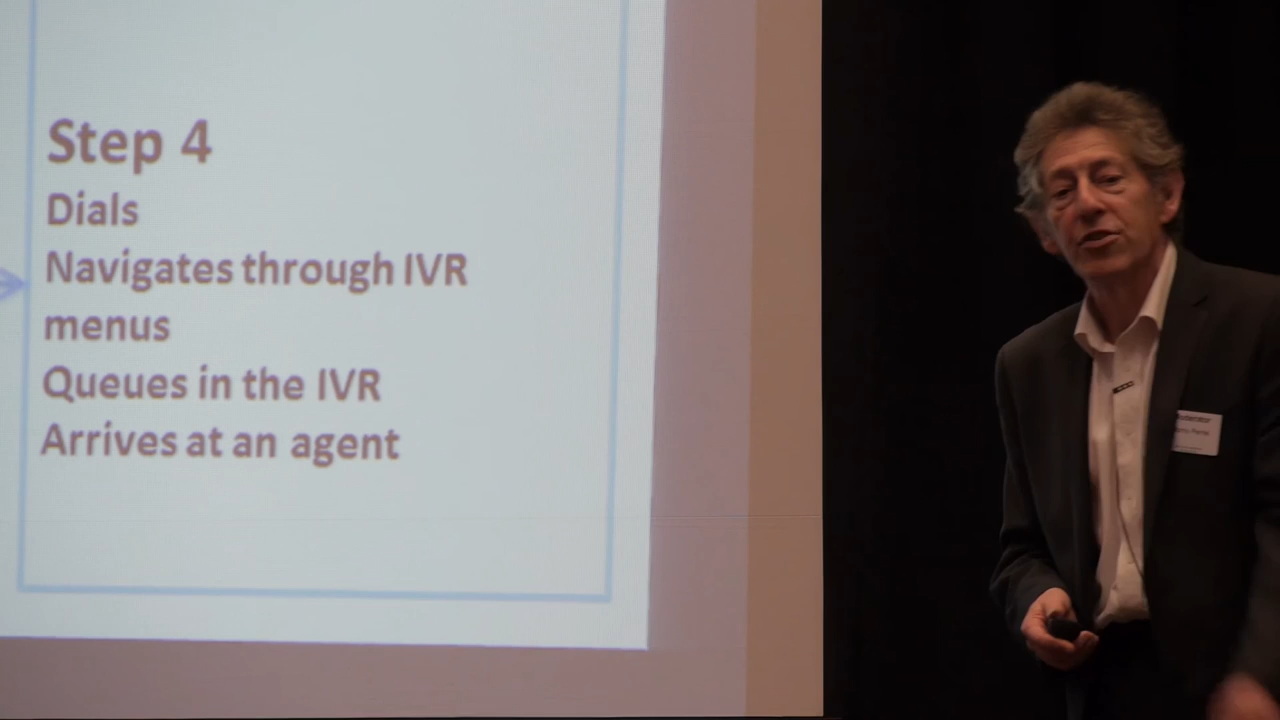 Step 4
Dials
Navigates through IVR
menus
Queues in the IVR
Arrives at an agent